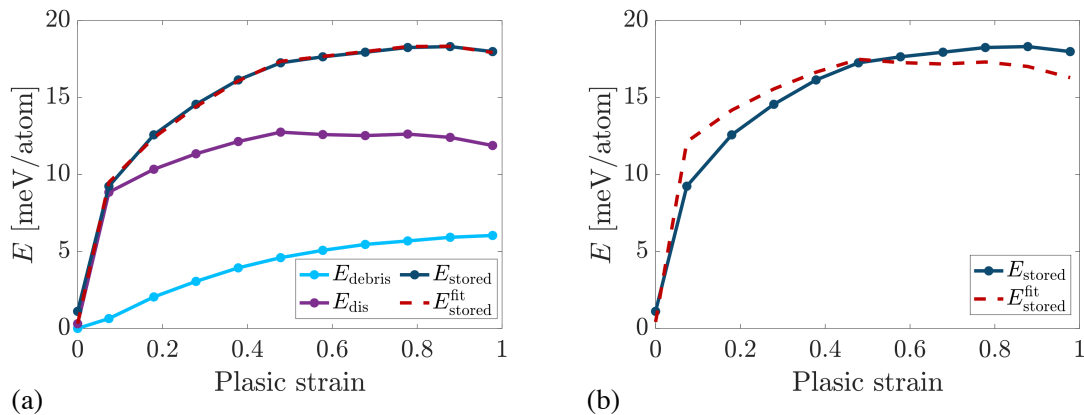 20
15
10
5
0
E [meV/atom]
0 0.2 0.4 0.6 0.8 1
Plasic strain
E_debris E_stored
E_dis E_stored^fit
(a)
20
15
10
5
0
E [meV/atom]
0 0.2 0.4 0.6 0.8 1
Plasic strain
E_stored
E_stored^fit
(b)